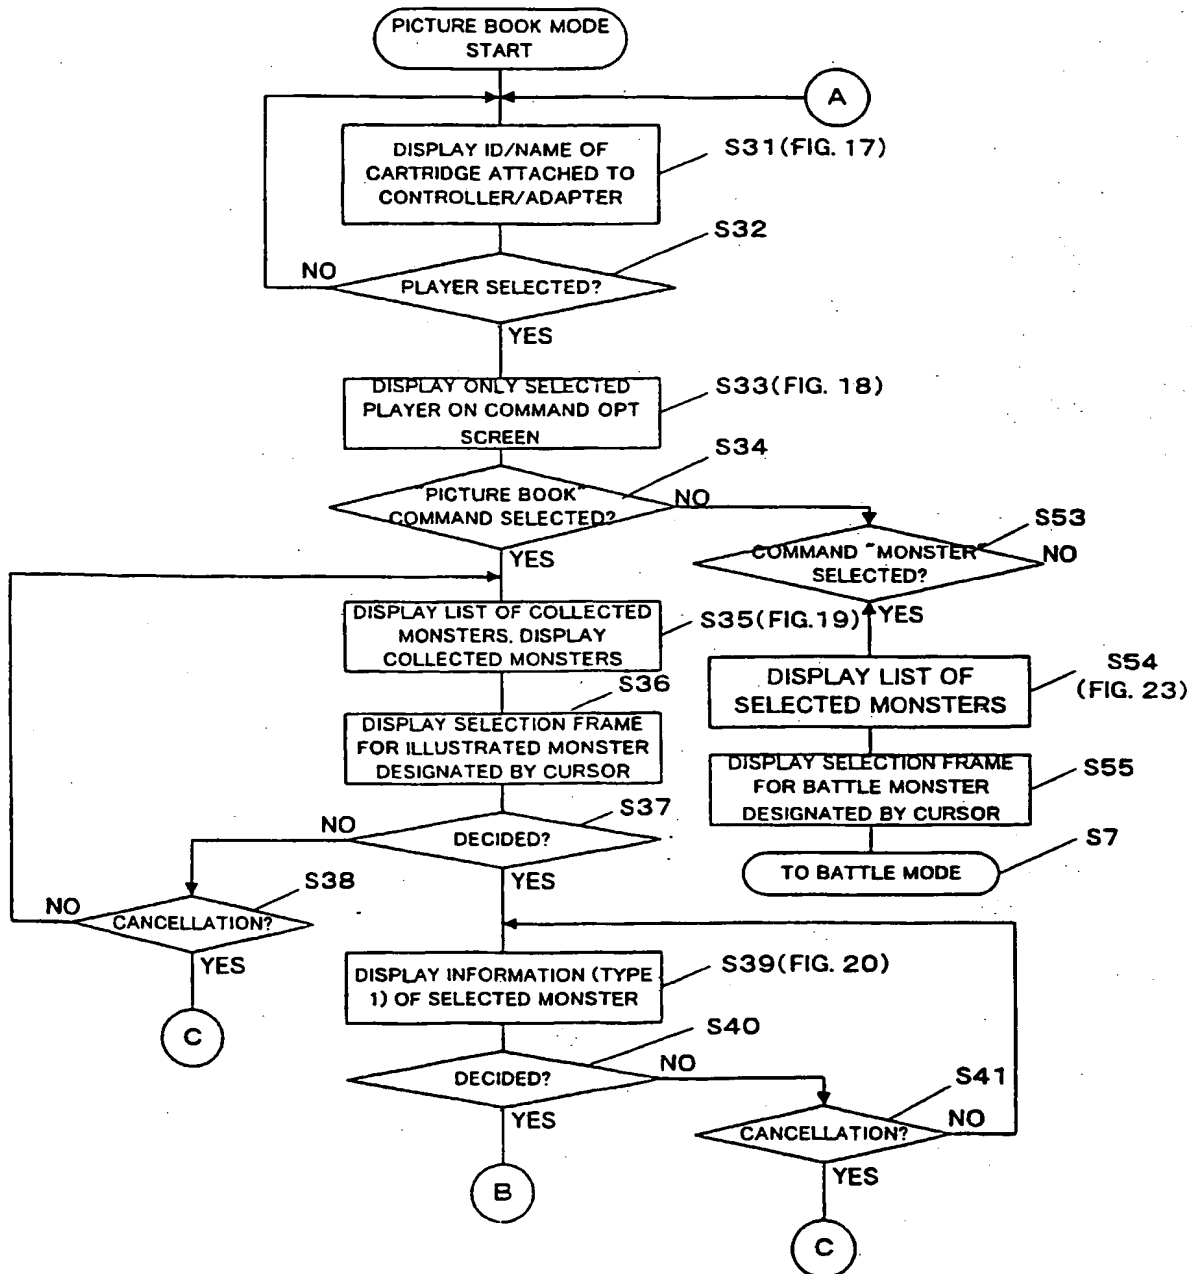 PICTURE BOOK MODE
START
A
DISPLAY ID/NAME OF
CARTRIDGE ATTACHED TO
CONTROLLER/ADAPTER
S31(FIG. 17)
S32
NO
PLAYER SELECTED?
YES
DISPLAY ONLY SELECTED
PLAYER ON COMMAND OPT
SCREEN
S33(FIG. 18)
S34
"PICTURE BOOK"
COMMAND SELECTED?
NO
YES
S53
COMMAND "MONSTER"
SELECTED?
NO
YES
DISPLAY LIST OF COLLECTED
MONSTERS. DISPLAY
COLLECTED MONSTERS
S35(FIG.19)
S54
(FIG. 23)
DISPLAY LIST OF
SELECTED MONSTERS
S36
DISPLAY SELECTION FRAME
FOR ILLUSTRATED MONSTER
DESIGNATED BY CURSOR
DISPLAY SELECTION FRAME
FOR BATTLE MONSTER
DESIGNATED BY CURSOR
S55
S37
NO
DECIDED?
YES
S7
TO BATTLE MODE
S38
NO
CANCELLATION?
YES
C
DISPLAY INFORMATION (TYPE
1) OF SELECTED MONSTER
S39(FIG. 20)
S40
DECIDED?
NO
YES
S41
CANCELLATION?
NO
YES
B
C